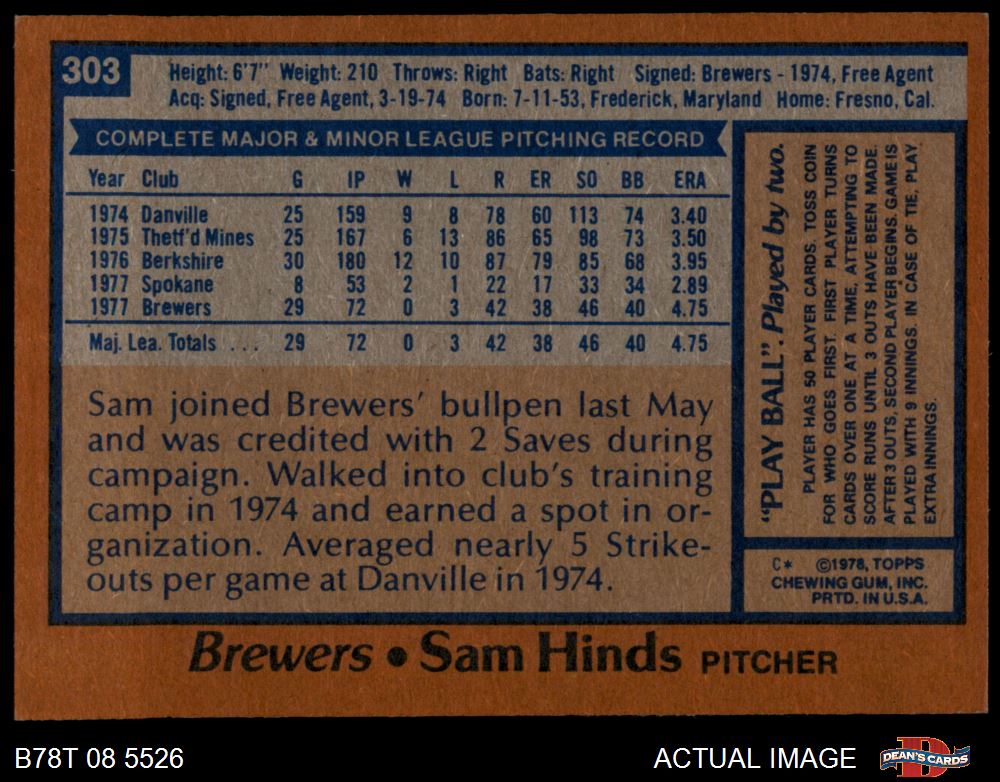 303
Height: 6'7" Weight: 210 Throws: Right Bats: Right Signed: Brewers - 1974, Free Agent
Acq: Signed, Free Agent, 3-19-74 Born: 7-11-53, Frederick, Maryland Home: Fresno, Cal.
COMPLETE MAJOR & MINOR LEAGUE PITCHING RECORD
Year Club G IP W L R ER SO BB ERA
1974 Danville 25 159 9 8 78 60 113 74 3.40
1975 Thetf'd Mines 25 167 6 13 86 65 98 73 3.50
1976 Berkshire 30 180 12 10 87 79 85 68 3.95
1977 Spokane 8 53 2 1 22 17 33 34 2.89
1977 Brewers 29 72 0 3 42 38 46 40 4.75
Maj. Lea. Totals . . . 29 72 0 3 42 38 46 40 4.75
Sam joined Brewers' bullpen last May
and was credited with 2 Saves during
campaign. Walked into club's training
camp in 1974 and earned a spot in or-
ganization. Averaged nearly 5 Strike-
outs per game at Danville in 1974.
"PLAY BALL". Played by two.
PLAYER HAS 50 PLAYER CARDS. TOSS COIN
FOR WHO GOES FIRST. FIRST PLAYER TURNS
CARDS OVER ONE AT A TIME, ATTEMPTING TO
SCORE RUNS UNTIL 3 OUTS HAVE BEEN MADE.
AFTER 3 OUTS, SECOND PLAYER BEGINS. GAME IS
PLAYED WITH 9 INNINGS. IN CASE OF TIE, PLAY
EXTRA INNINGS.
C* ©1978, TOPPS
CHEWING GUM, INC.
PRTD. IN U.S.A.
Brewers • Sam Hinds PITCHER
B78T 08 5526
ACTUAL IMAGE
D
DEAN'S CARDS